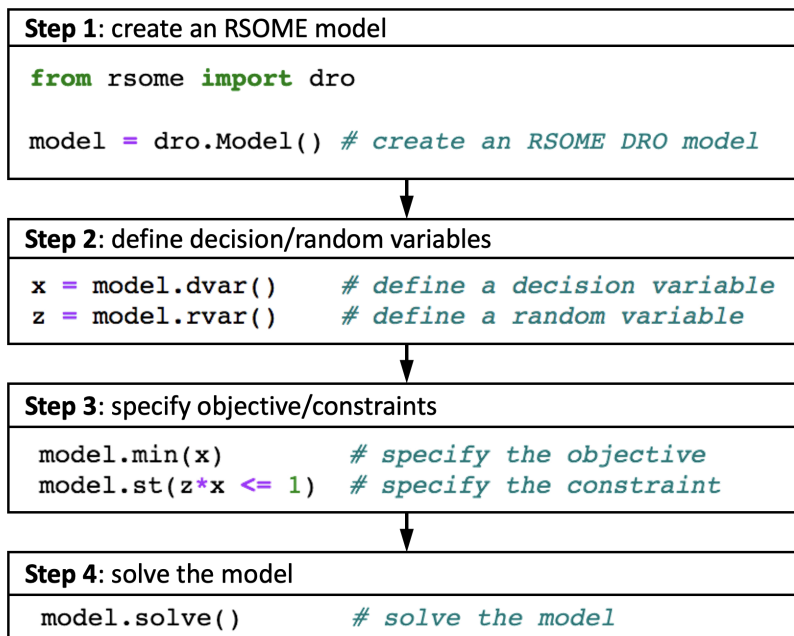 Step 1: create an RSOME model
from rsome import dro
model = dro.Model() # create an RSOME DRO model
Step 2: define decision/random variables
x = model.dvar()    # define a decision variable
z = model.rvar()    # define a random variable
Step 3: specify objective/constraints
model.min(x)        # specify the objective
model.st(z*x <= 1)  # specify the constraint
Step 4: solve the model
model.solve()       # solve the model